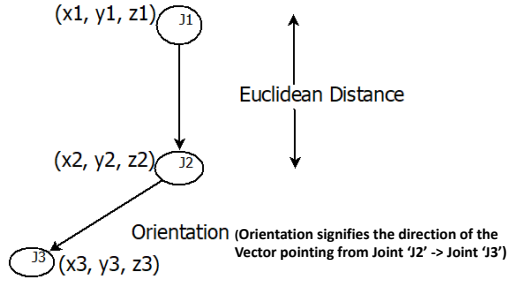 (x1, y1, z1) J1
Euclidean Distance
(x2, y2, z2) J2
Orientation (Orientation signifies the direction of the
Vector pointing from Joint ‘J2’ -> Joint ‘J3’)
J3 (x3, y3, z3)